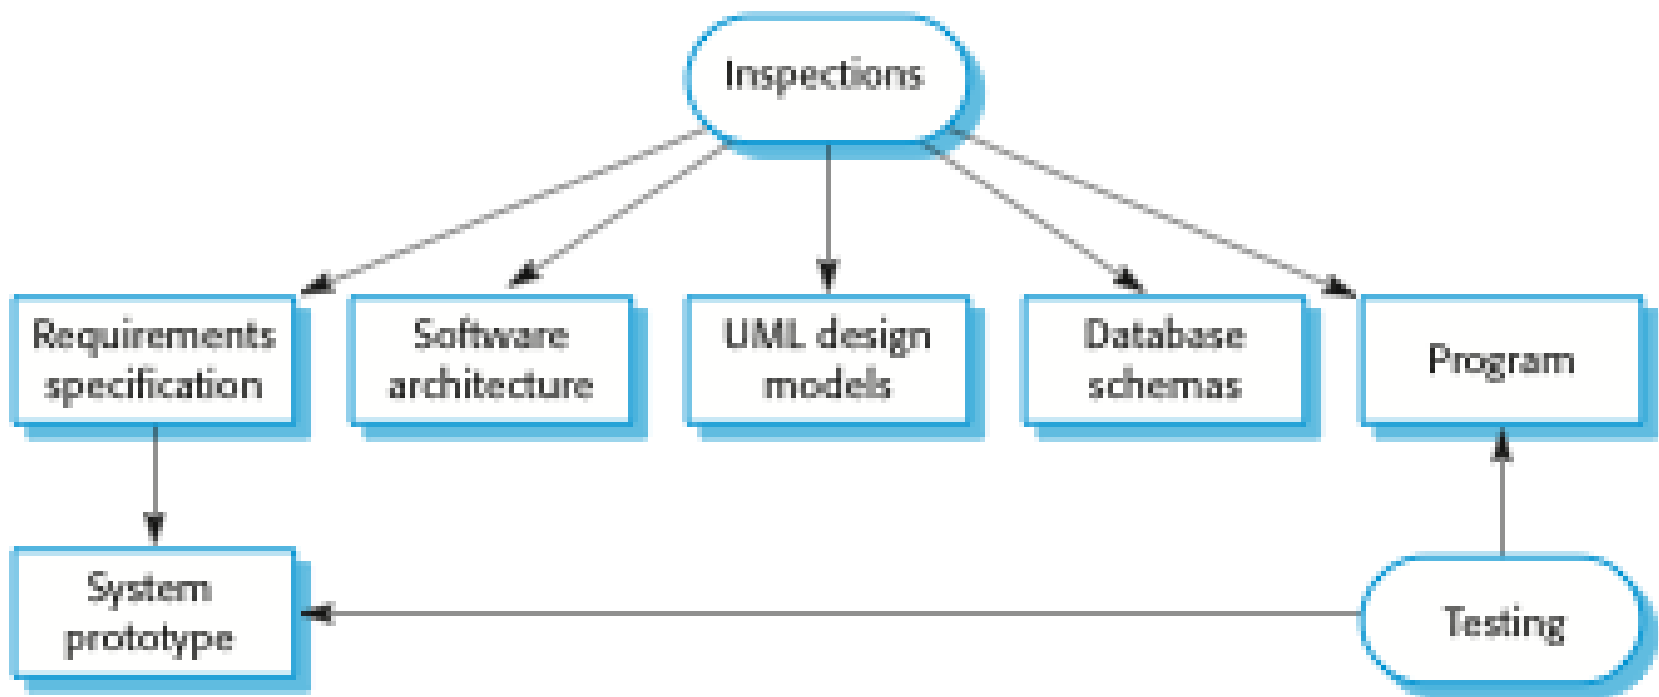 Inspections
Requirements
specification
Software
architecture
UML design
models
Database
schemas
Program
System
prototype
Testing